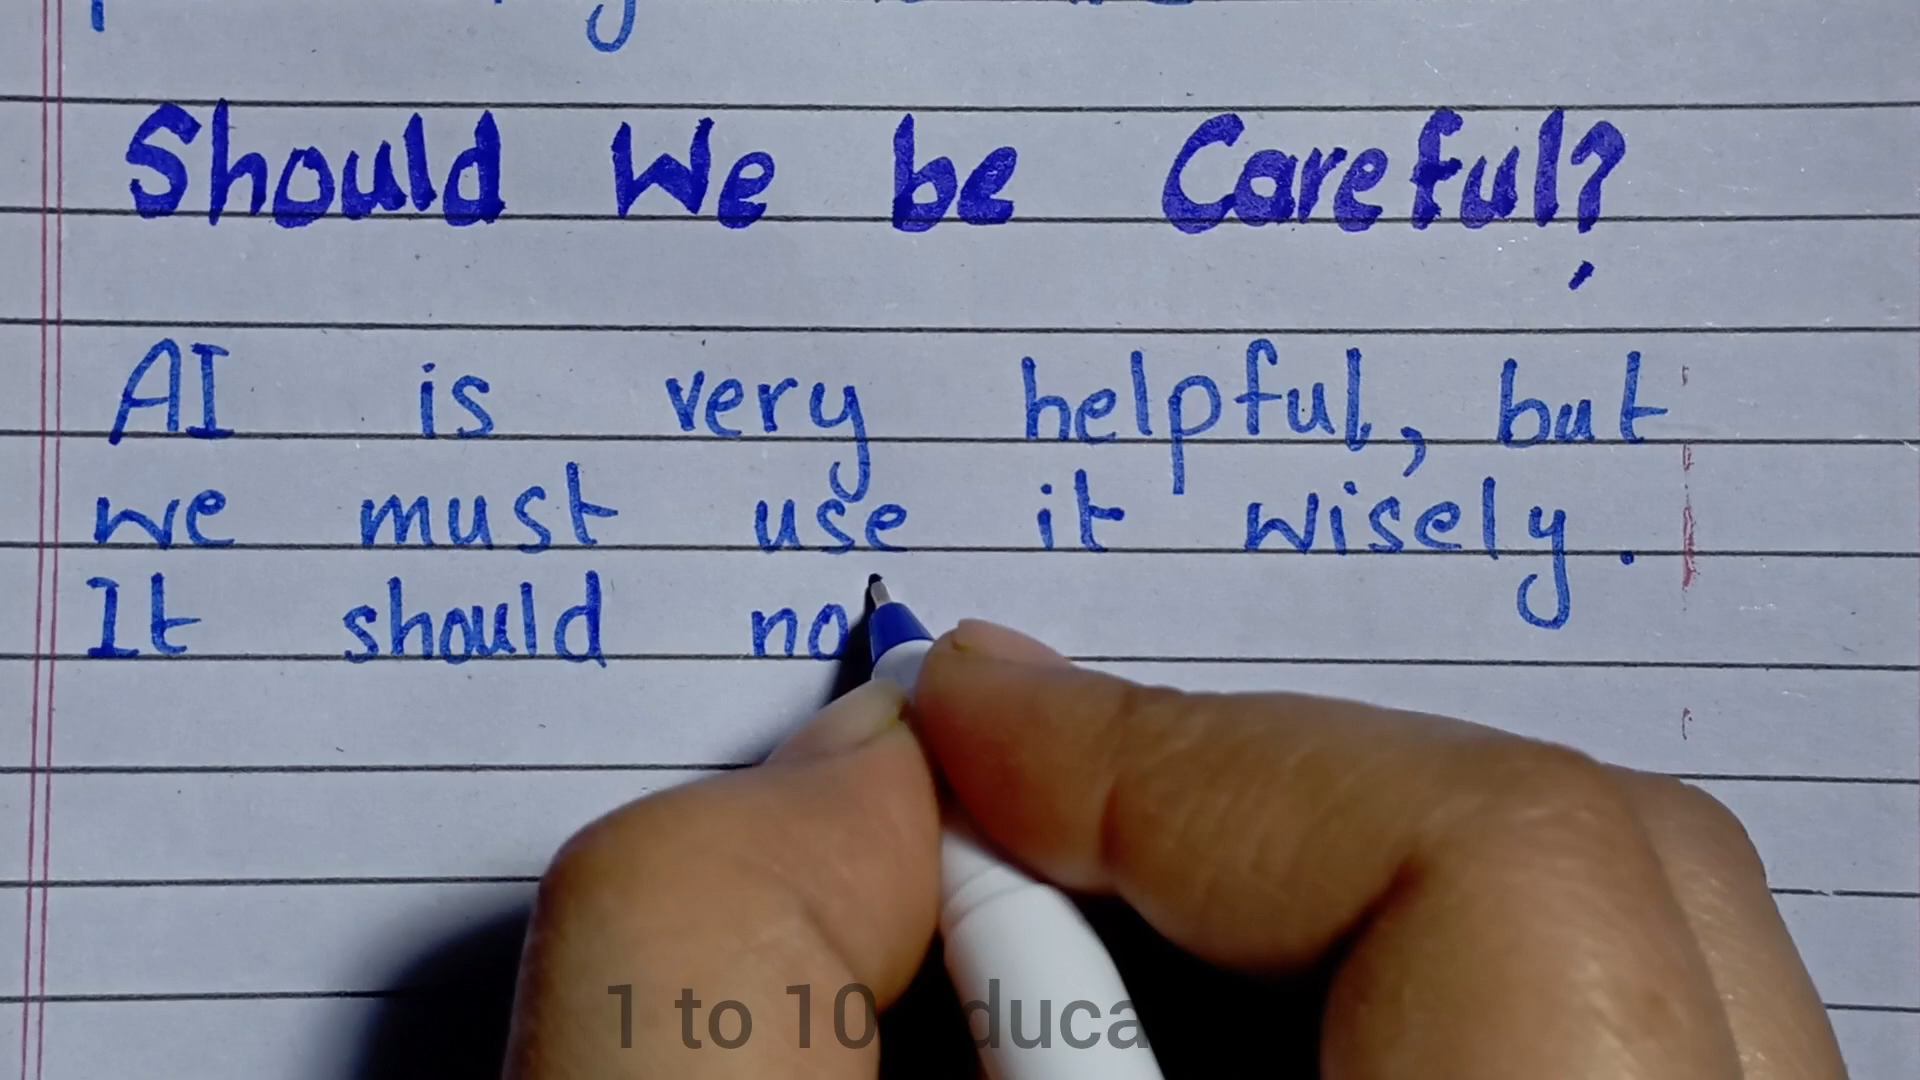 Should We be Careful?
AI is very helpful, but
we must use it wisely.
It should no
1 to 10 duca